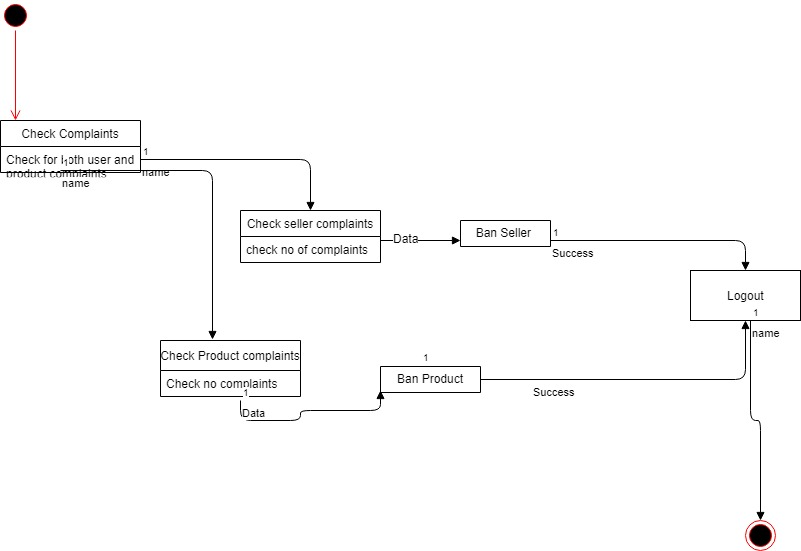 Check Complaints
Check for both user and
product complaints
1
1
name
name
Check seller complaints
check no of complaints
Data
Ban Seller
1
Success
Logout
1
name
Check Product complaints
Check no complaints
1
Data
1
Ban Product
Success